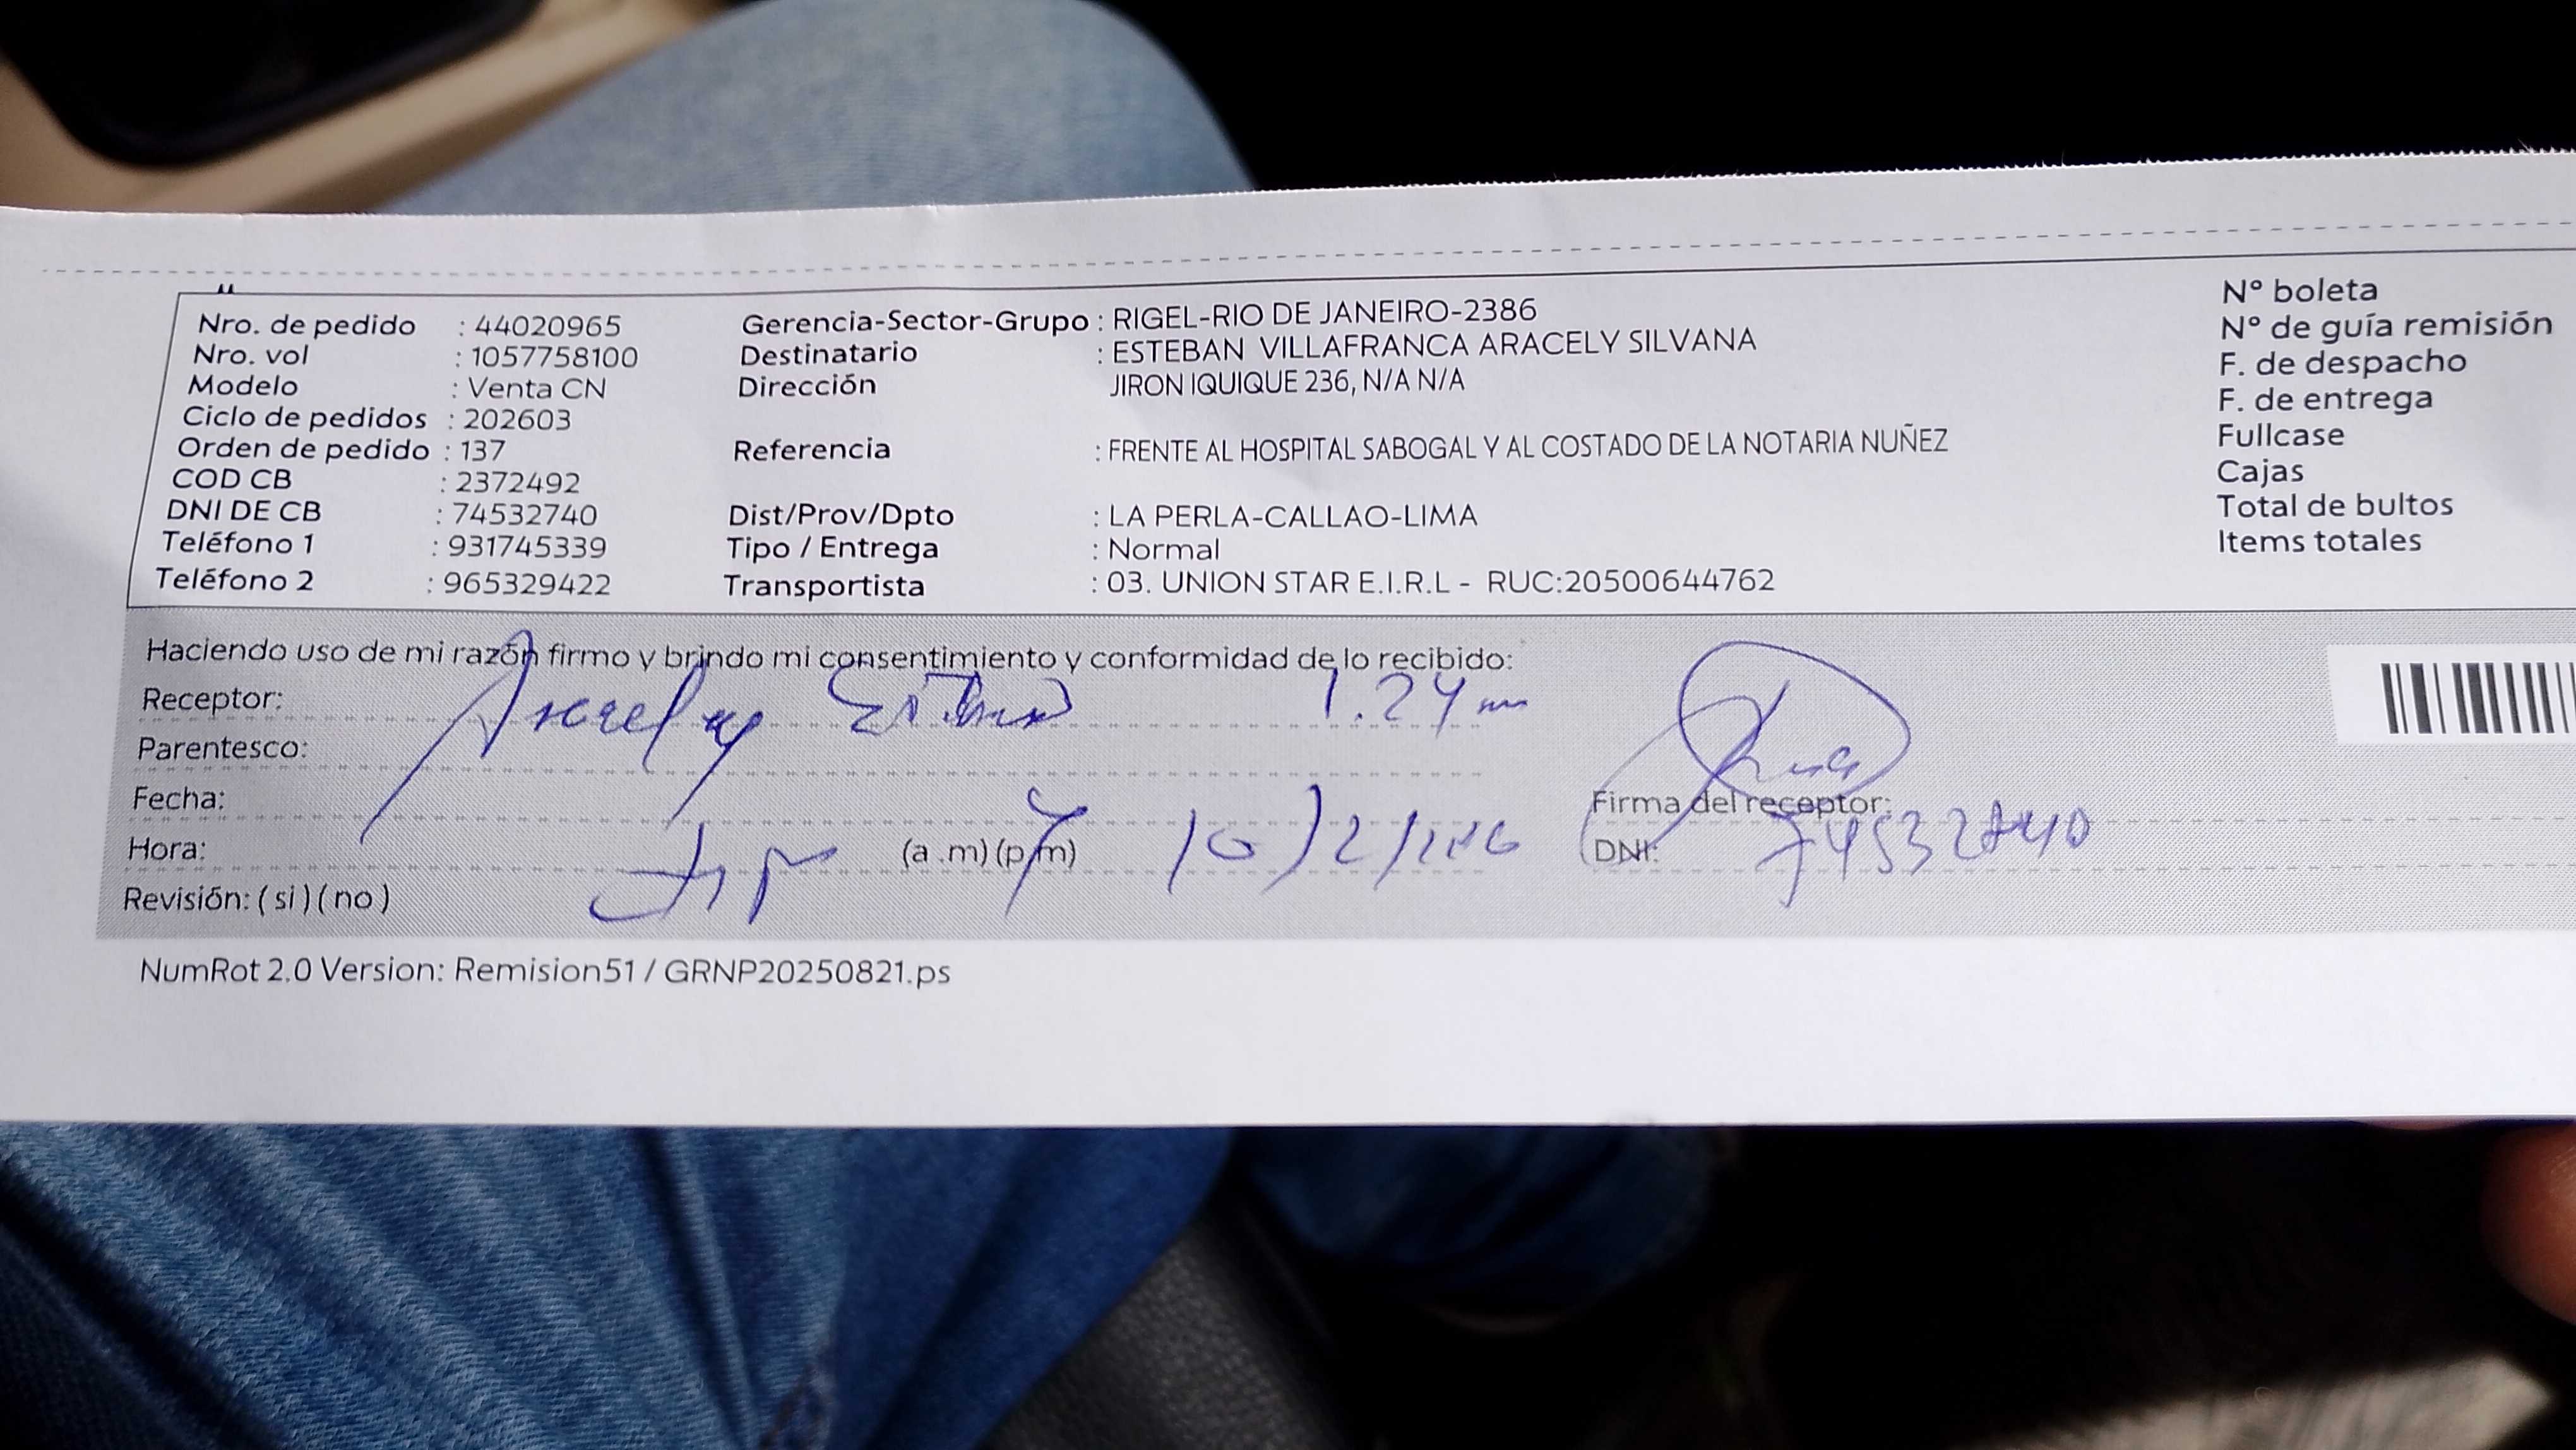 Nro. de pedido : 44020965
Nro. vol : 1057758100
Modelo : Venta CN
Ciclo de pedidos : 202603
Orden de pedido : 137
COD CB : 2372492
DNI DE CB : 74532740
Teléfono 1 : 931745339
Teléfono 2 : 965329422
Gerencia-Sector-Grupo : RIGEL-RIO DE JANEIRO-2386
Destinatario : ESTEBAN VILLAFRANCA ARACELY SILVANA
Dirección JIRON IQUIQUE 236, N/A N/A
Referencia : FRENTE AL HOSPITAL SABOGAL Y AL COSTADO DE LA NOTARIA NUÑEZ
Dist/Prov/Dpto : LA PERLA-CALLAO-LIMA
Tipo / Entrega : Normal
Transportista : 03. UNION STAR E.I.R.L - RUC:20500644762
N° boleta
N° de guía remisión
F. de despacho
F. de entrega
Fullcase
Cajas
Total de bultos
Items totales
Haciendo uso de mi razón firmo y brindo mi consentimiento y conformidad de lo recibido:
Receptor: Aracely Esteban 1.24
Parentesco:
Fecha:
Hora: (a .m) (p.m) 10/2/
Revisión: ( si ) ( no )
Firma del receptor:
DNI: 74532740
NumRot 2.0 Version: Remision51 / GRNP20250821.ps